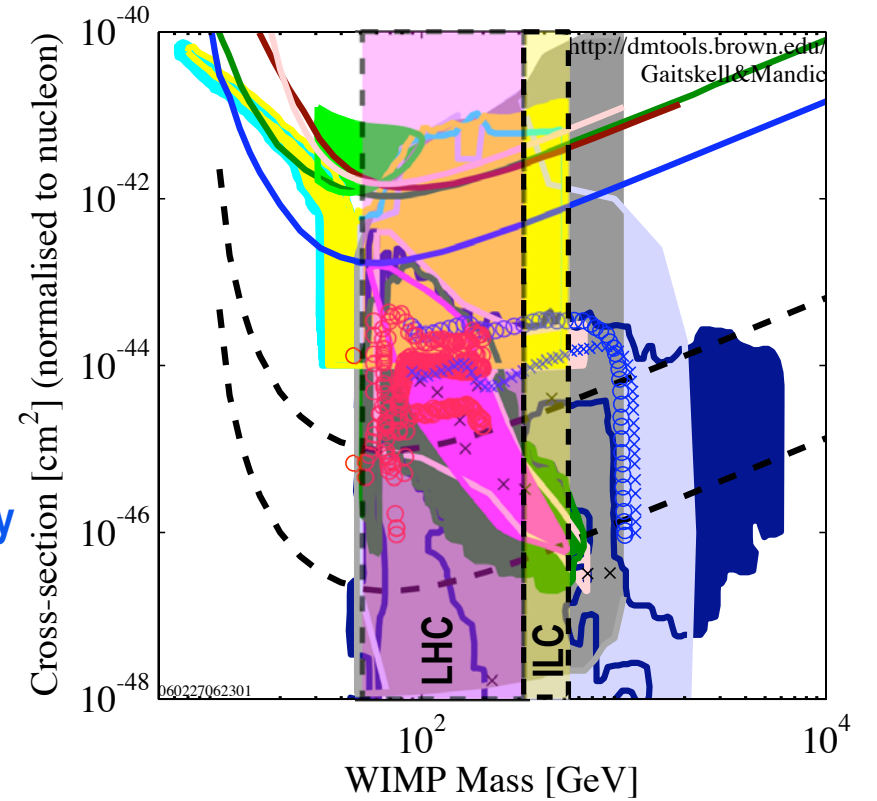 10^-40
http://dmtools.brown.edu/
Gaitskell&Mandic
10^-42
10^-44
10^-46
10^-48
Cross-section [cm^2] (normalised to nucleon)
y
LHC
ILC
060227062301
10^2
10^4
WIMP Mass [GeV]